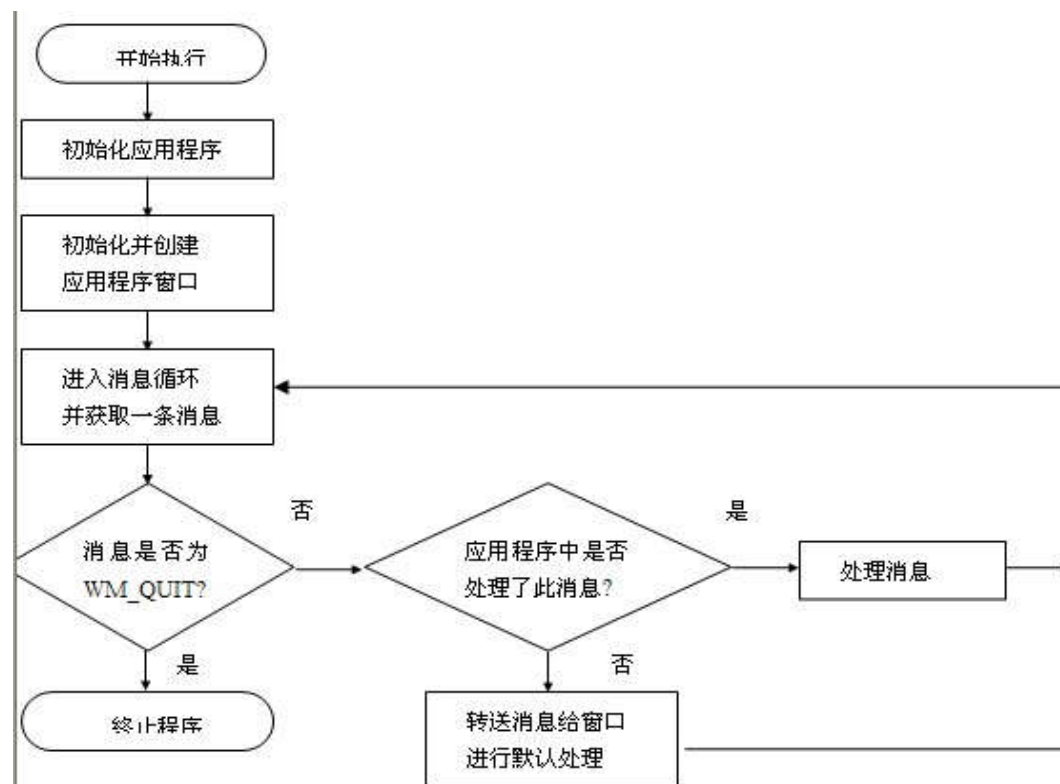 开始执行
初始化应用程序
初始化并创建
应用程序窗口
进入消息循环
并获取一条消息
消息是否为
WM_QUIT?
否
应用程序中是否
处理了此消息?
是
处理消息
是
终止程序
否
转送消息给窗口
进行默认处理